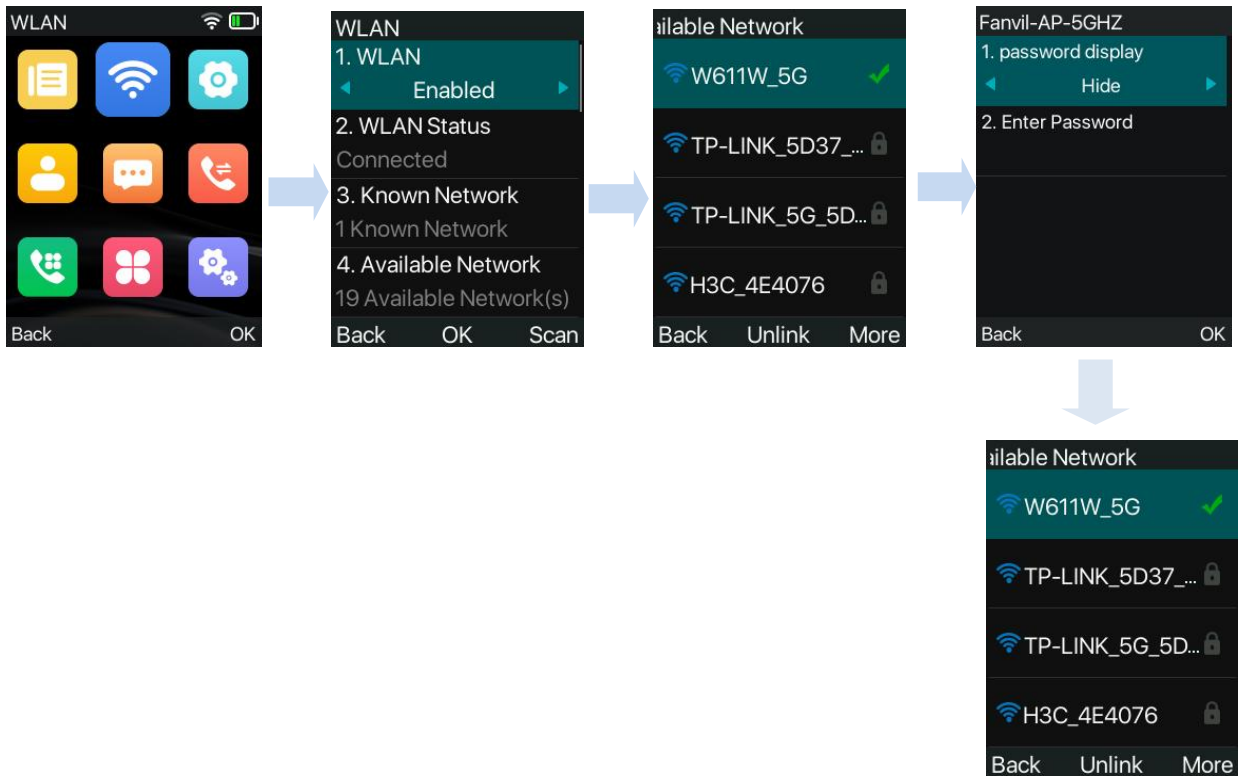 WLAN
Back OK
WLAN
1. WLAN
Enabled
2. WLAN Status
Connected
3. Known Network
1 Known Network
4. Available Network
19 Available Network(s)
Back OK Scan
ailable Network
W611W_5G
TP-LINK_5D37_...
TP-LINK_5G_5D...
H3C_4E4076
Back Unlink More
Fanvil-AP-5GHZ
1. password display
Hide
2. Enter Password
Back OK
ailable Network
W611W_5G
TP-LINK_5D37_...
TP-LINK_5G_5D...
H3C_4E4076
Back Unlink More